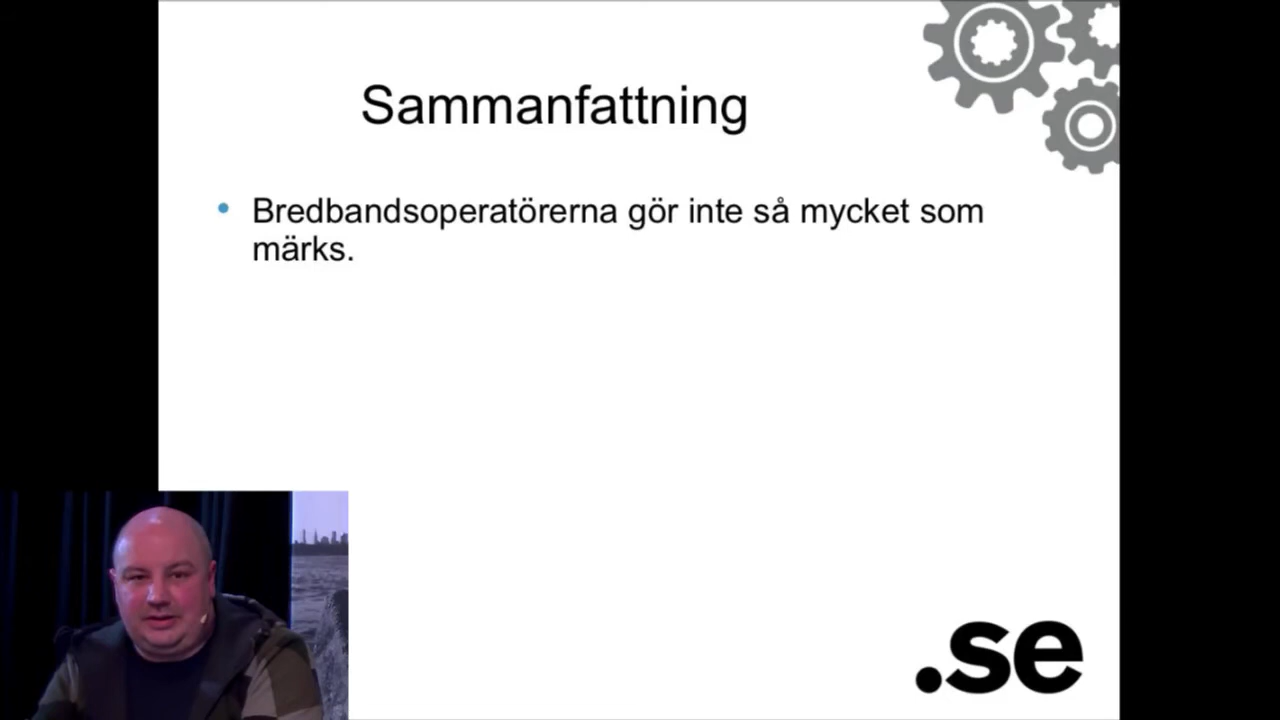 Sammanfattning
• Bredbandsoperatörerna gör inte så mycket som
märks.
.se